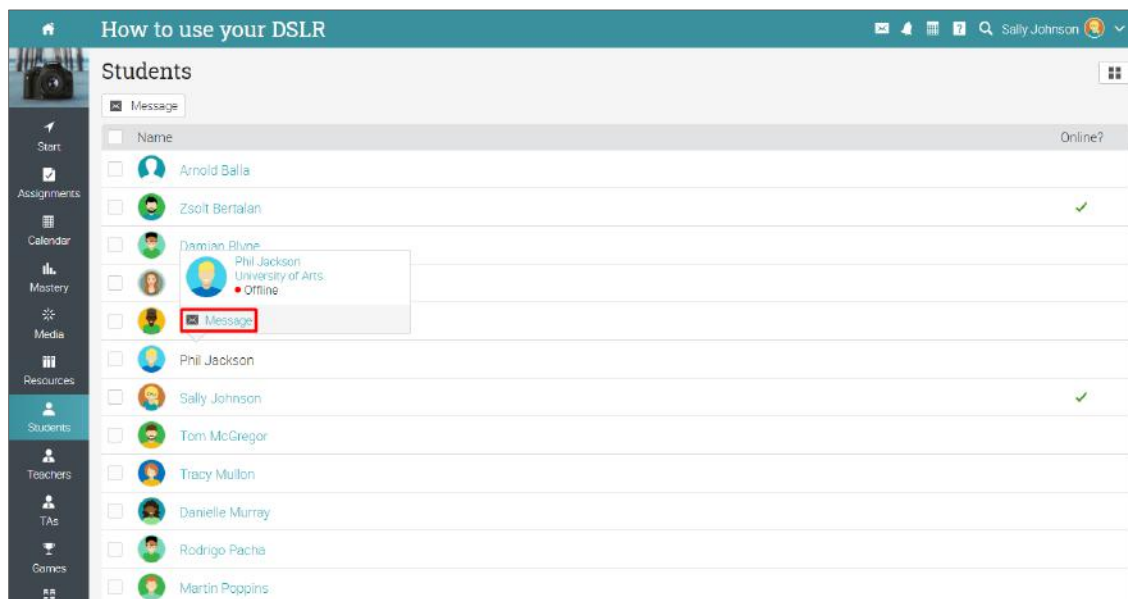 How to use your DSLR
Sally Johnson
Students
Message
Name Online?
Start
Assignments
Calendar
Mastery
Media
Resources
Students
Teachers
TAs
Games
Arnold Balla
Zsolt Bertalan
Damian Blyne
Phil Jackson
University of Arts
Offline
Message
Phil Jackson
Sally Johnson
Tom McGregor
Tracy Mullon
Danielle Murray
Rodrigo Pacha
Martin Poppins